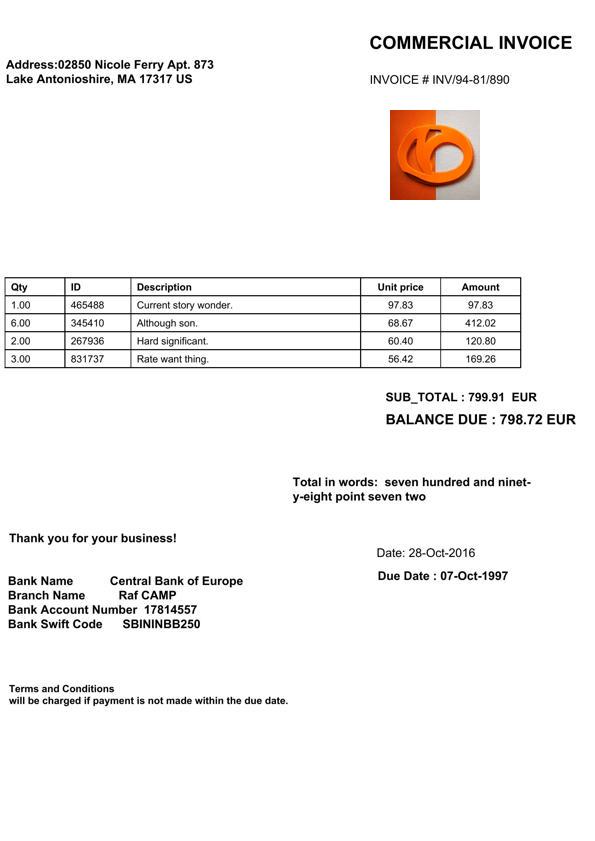 COMMERCIAL INVOICE
Address:02850 Nicole Ferry Apt. 873
Lake Antonioshire, MA 17317 US
INVOICE # INV/94-81/890
Qty ID Description Unit price Amount
1.00 465488 Current story wonder. 97.83 97.83
6.00 345410 Although son. 68.67 412.02
2.00 267936 Hard significant. 60.40 120.80
3.00 831737 Rate want thing. 56.42 169.26
SUB_TOTAL : 799.91 EUR
BALANCE DUE : 798.72 EUR
Total in words: seven hundred and ninet-
y-eight point seven two
Thank you for your business!
Date: 28-Oct-2016
Due Date : 07-Oct-1997
Bank Name Central Bank of Europe
Branch Name Raf CAMP
Bank Account Number 17814557
Bank Swift Code SBININBB250
Terms and Conditions
will be charged if payment is not made within the due date.